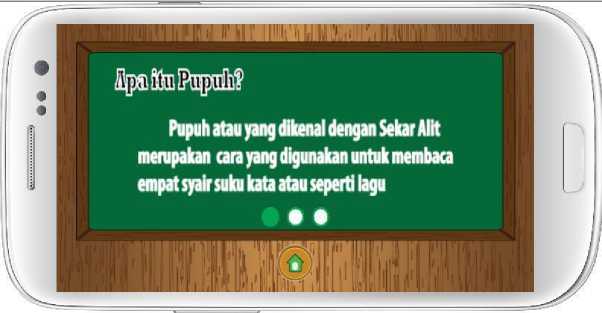 Apa itu Pupuh?
Pupuh atau yang dikenal dengan Sekar Alit
merupakan cara yang digunakan untuk membaca
empat syair suku kata atau seperti lagu